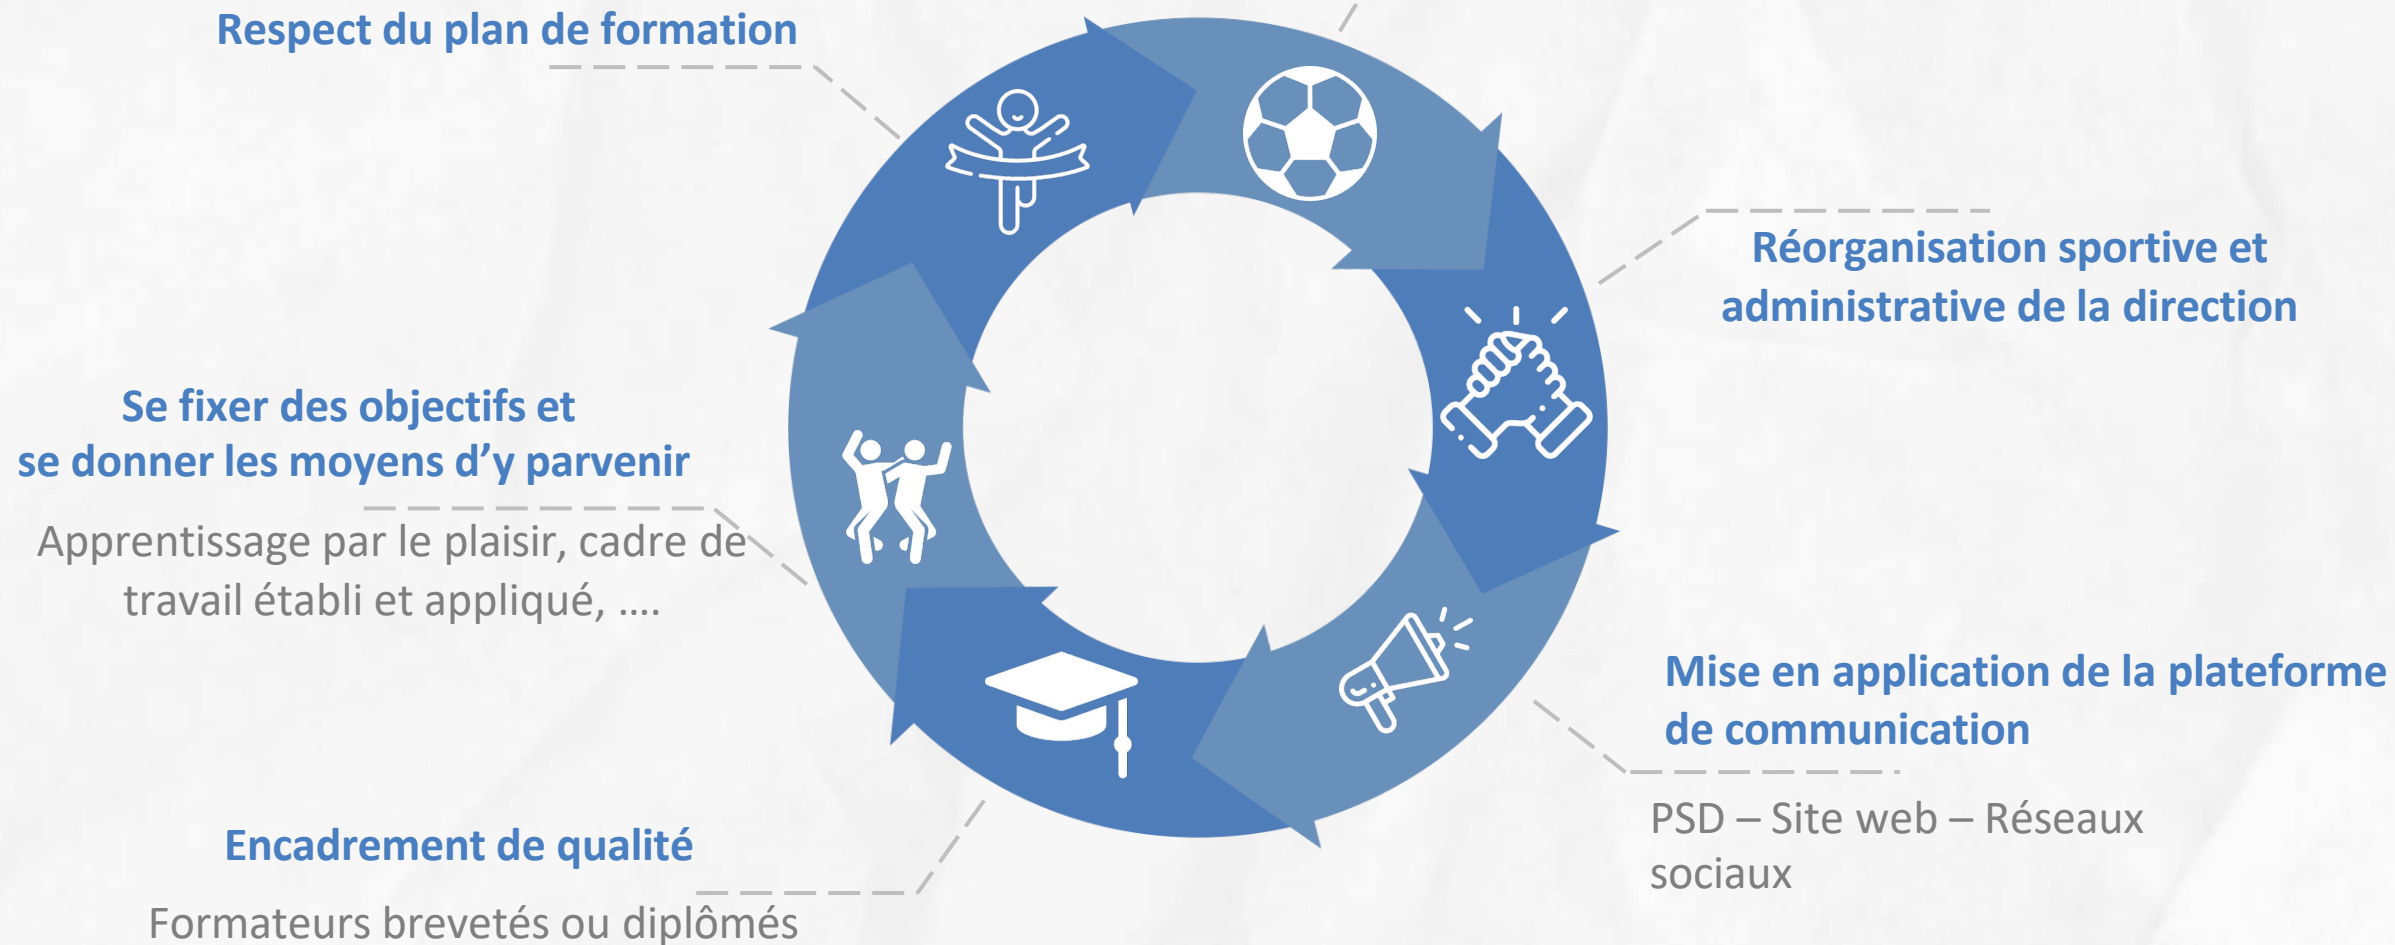 Respect du plan de formation
Réorganisation sportive et
administrative de la direction
Se fixer des objectifs et
se donner les moyens d’y parvenir
Apprentissage par le plaisir, cadre de
travail établi et appliqué, ....
Mise en application de la plateforme
de communication
PSD – Site web – Réseaux
sociaux
Encadrement de qualité
Formateurs brevetés ou diplômés